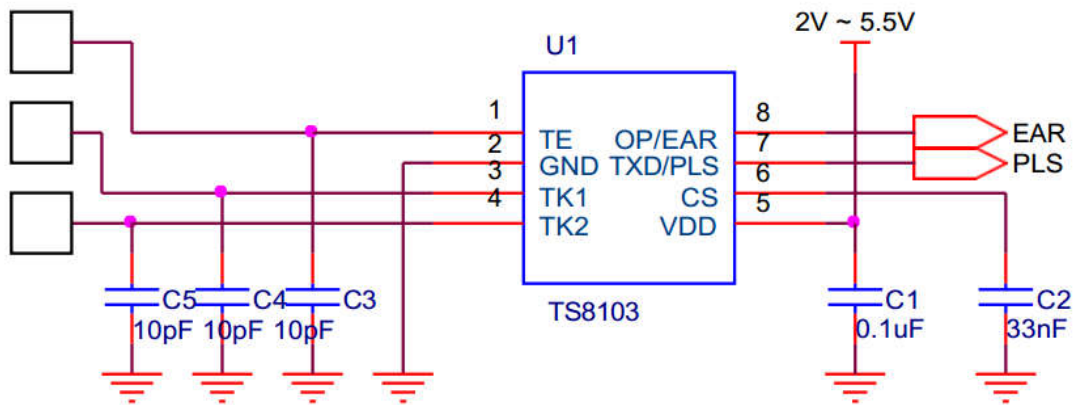 2V ~ 5.5V
U1
1
8
TE
OP/EAR
EAR
2
7
GND
TXD/PLS
PLS
3
6
TK1
CS
4
5
TK2
VDD
C5
C4
C3
TS8103
C1
C2
10pF
10pF
10pF
0.1uF
33nF